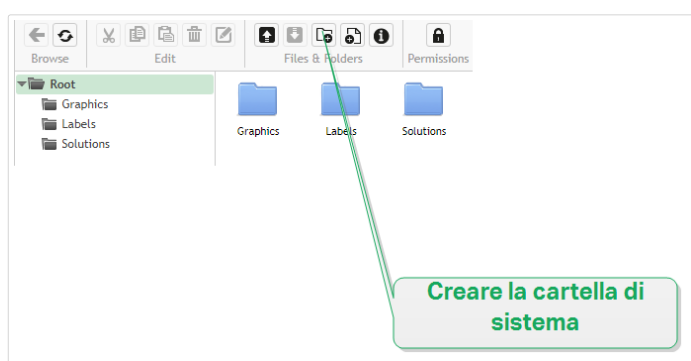 Browse
Edit
Files & Folders
Permissions
Root
Graphics
Labels
Solutions
Graphics
Labels
Solutions
Creare la cartella di
sistema